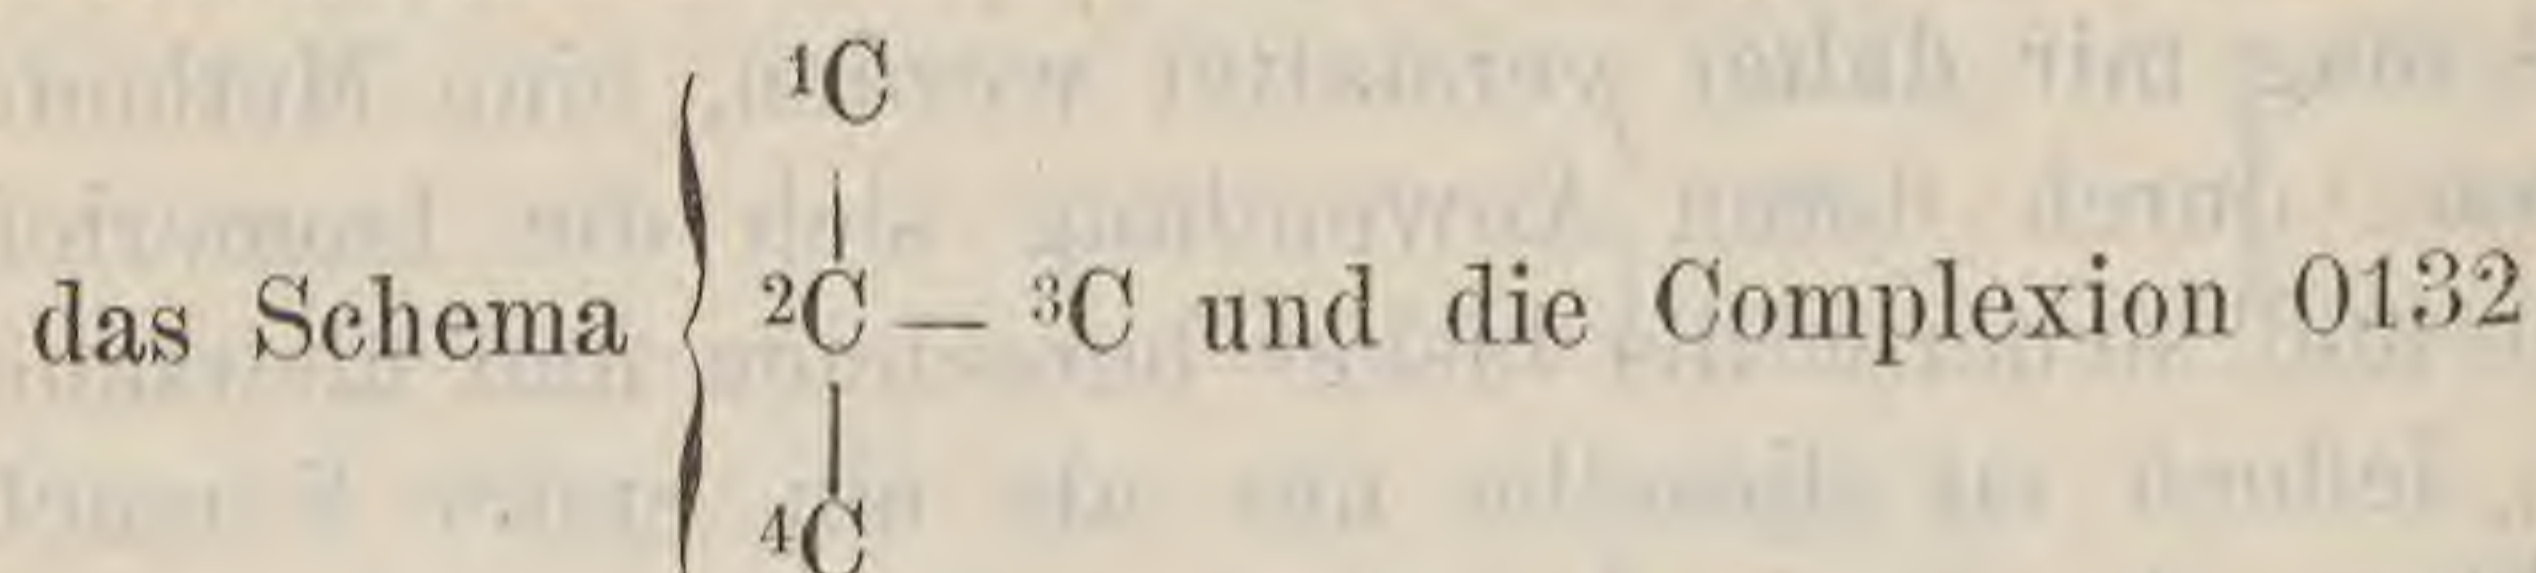 ¹C
|
das Schema { ²C — ³C und die Complexion 0132
|
⁴C